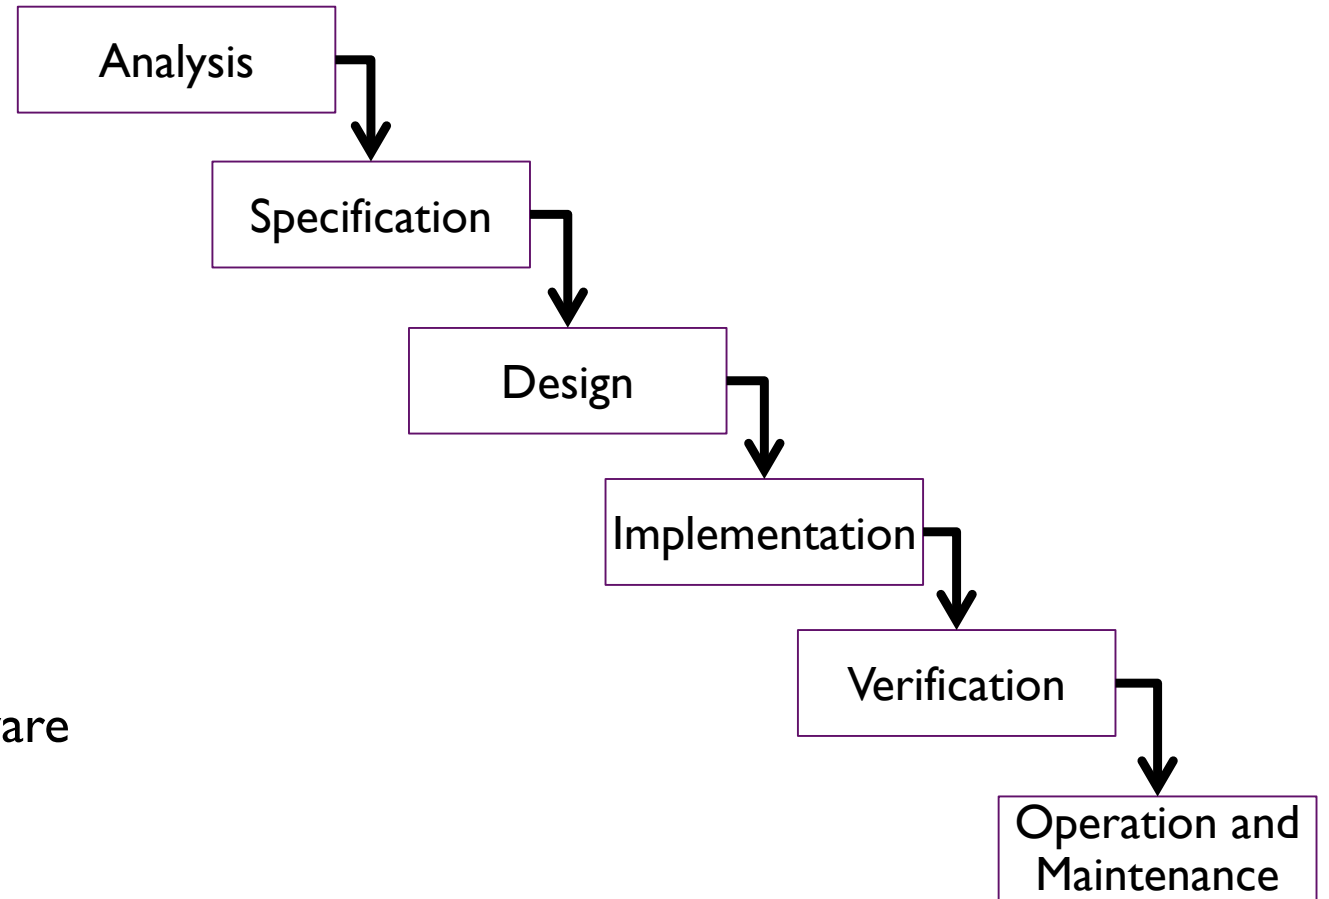 Analysis
Specification
Design
Implementation
Verification
Operation and
Maintenance